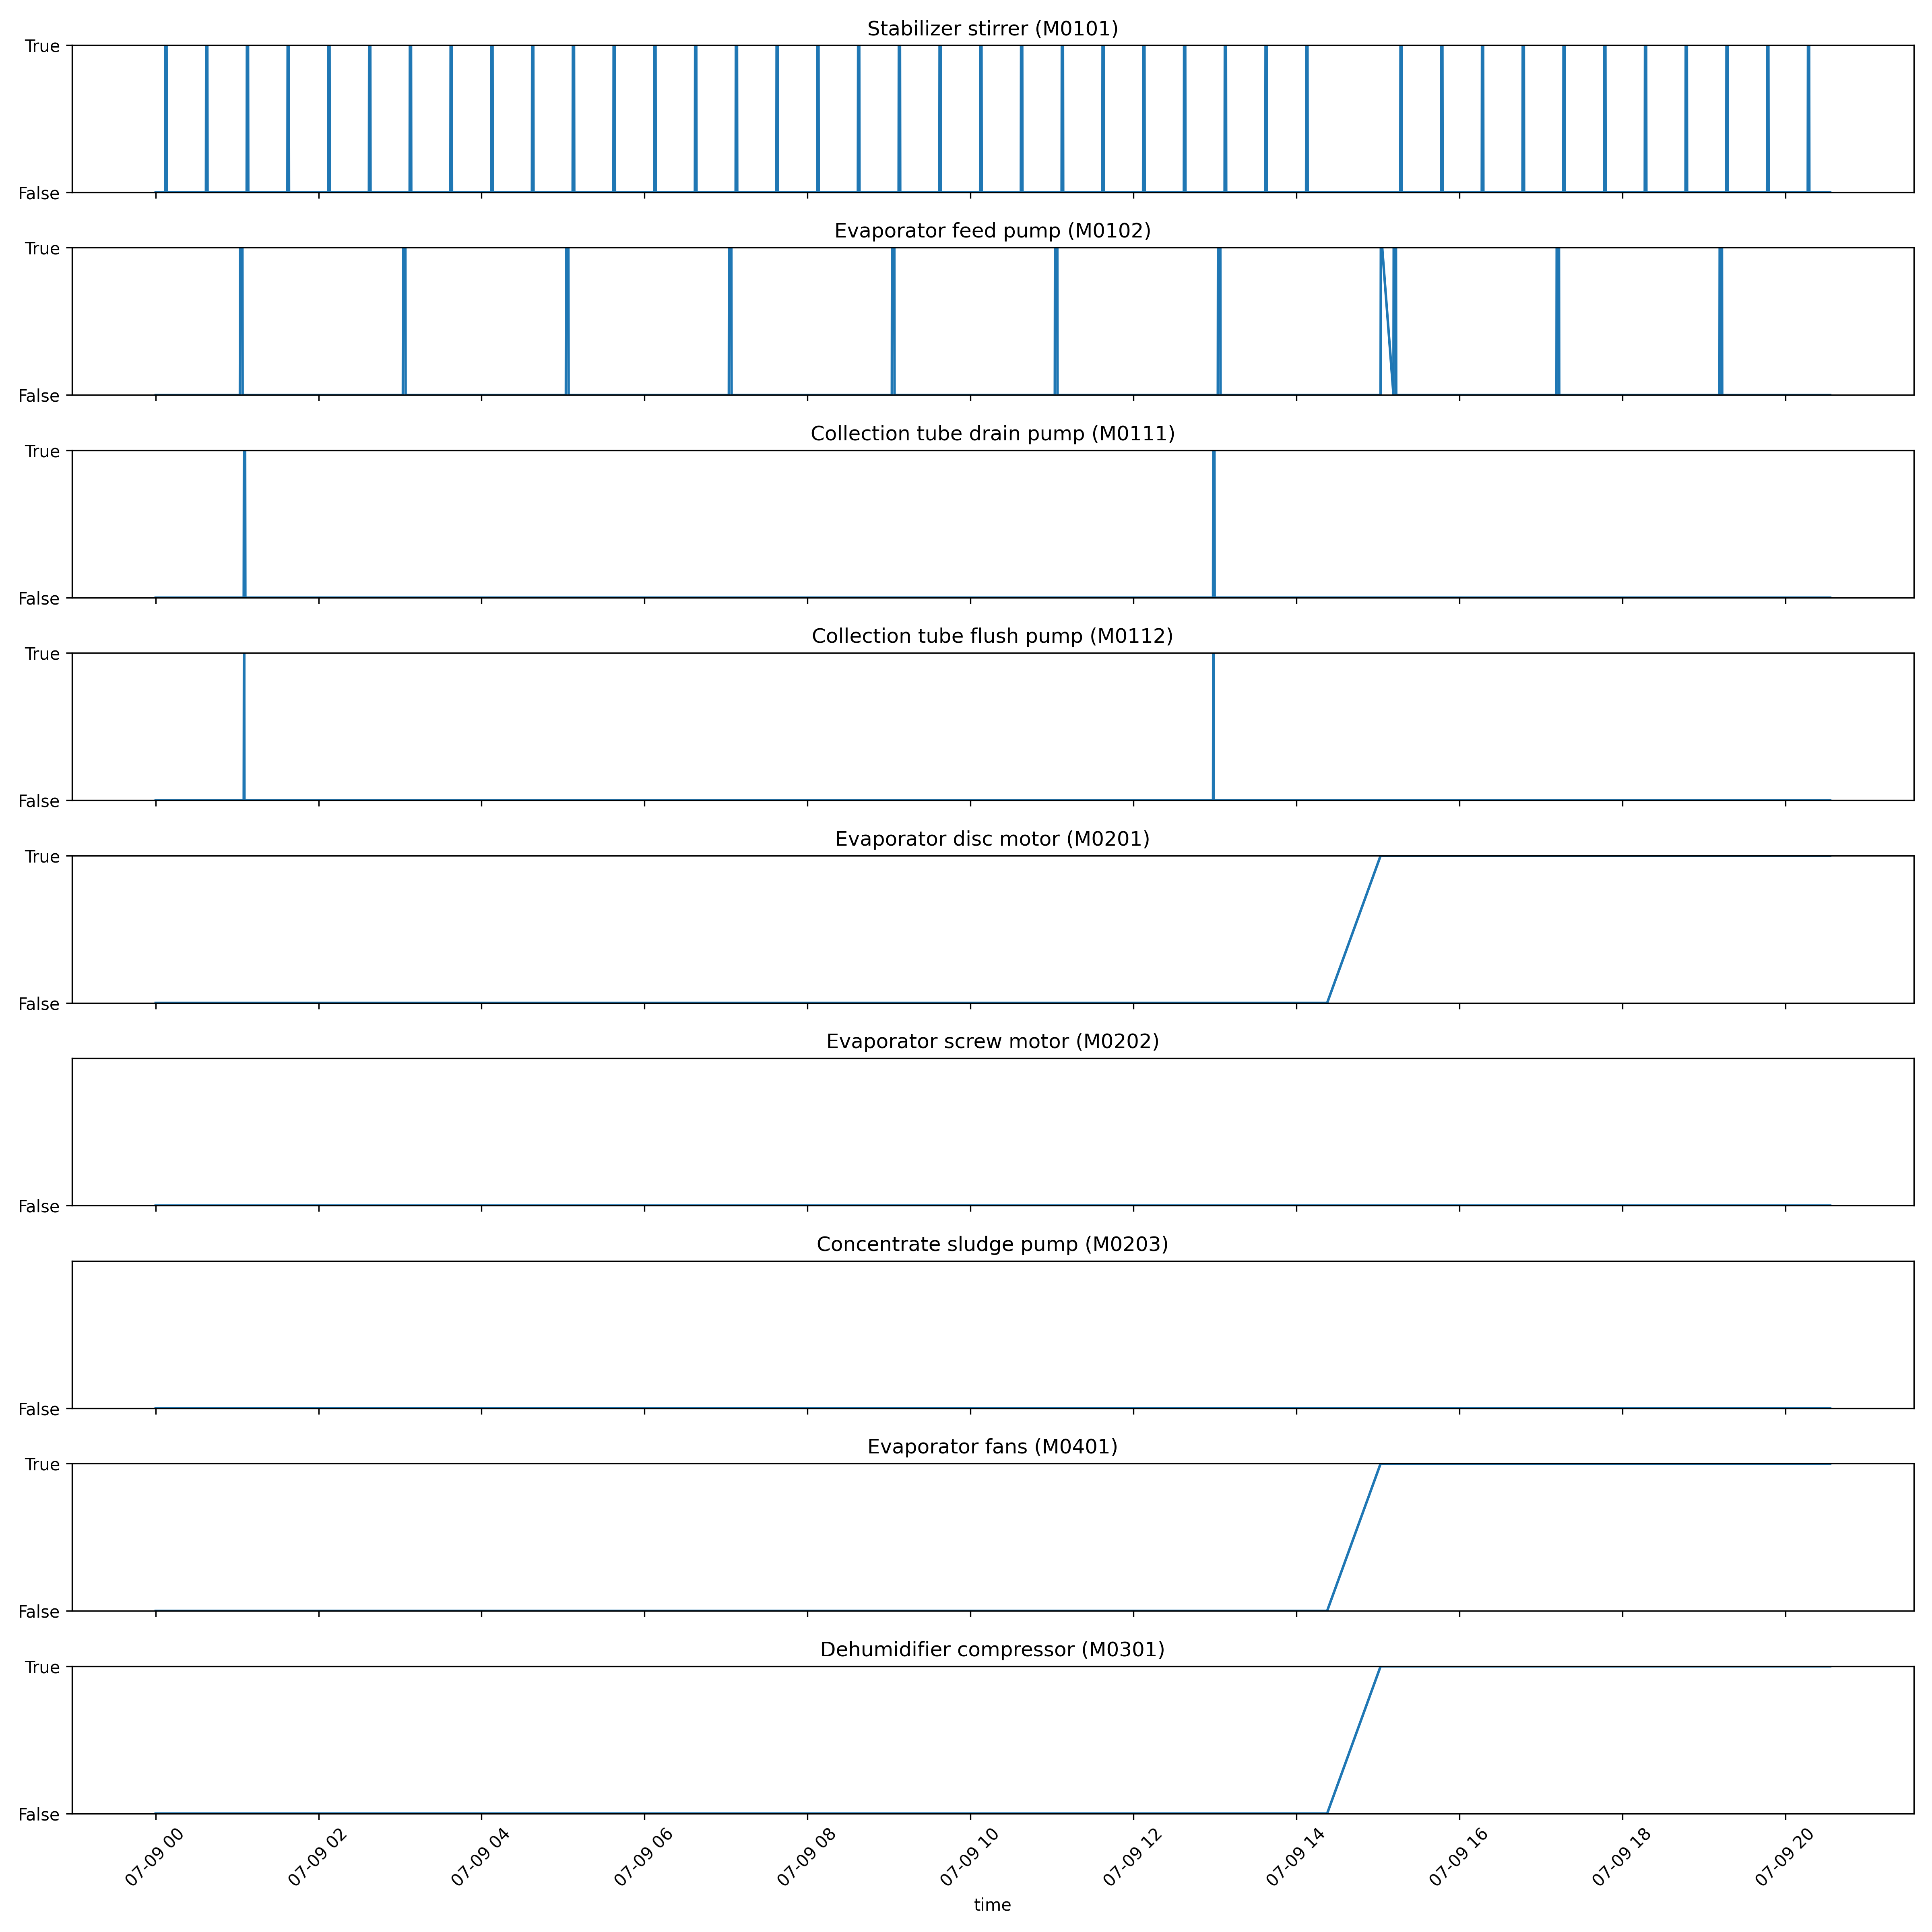 Stabilizer stirrer (M0101)
True
False
Evaporator feed pump (M0102)
True
False
Collection tube drain pump (M0111)
True
False
Collection tube flush pump (M0112)
True
False
Evaporator disc motor (M0201)
True
False
Evaporator screw motor (M0202)
False
Concentrate sludge pump (M0203)
False
Evaporator fans (M0401)
True
False
Dehumidifier compressor (M0301)
True
False
07-09 00 07-09 02 07-09 04 07-09 06 07-09 08 07-09 10 07-09 12 07-09 14 07-09 16 07-09 18 07-09 20
time